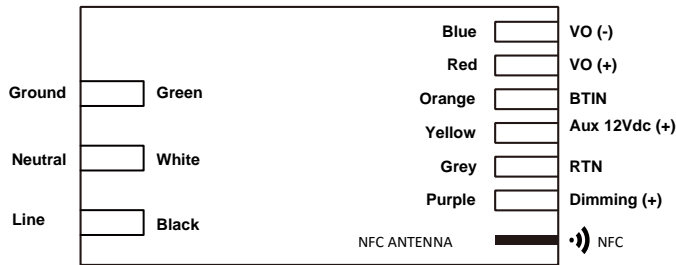 Blue VO (-)
Red VO (+)
Ground Green Orange BTIN
Yellow Aux 12Vdc (+)
Neutral White Grey RTN
Purple Dimming (+)
Line Black
NFC ANTENNA NFC